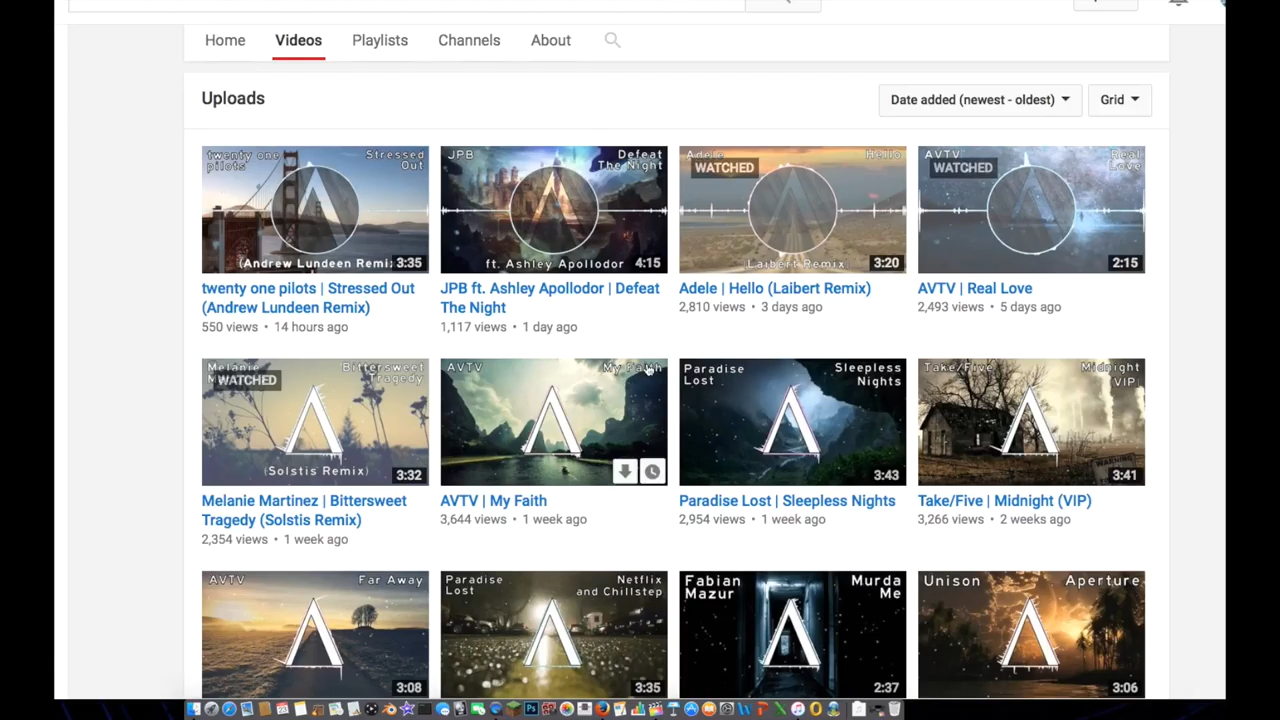 Home Videos Playlists Channels About
Uploads
Date added (newest - oldest) Grid
twenty one
pilots
Stressed
Out
(Andrew Lundeen Remi
3:35
JPB
Defeat
The Night
ft. Ashley Apollodor
4:15
Adele
WATCHED
Hello
(Laibert Remix)
3:20
AVTV
WATCHED
Real
Love
2:15
twenty one pilots | Stressed Out
(Andrew Lundeen Remix)
550 views • 14 hours ago
JPB ft. Ashley Apollodor | Defeat
The Night
1,117 views • 1 day ago
Adele | Hello (Laibert Remix)
2,810 views • 3 days ago
AVTV | Real Love
2,493 views • 5 days ago
Melanie
WATCHED
Bittersweet
Tragedy
(Solstis Remix)
3:32
AVTV
My Faith
Paradise
Lost
Sleepless
Nights
3:43
Take/Five
Midnight
(VIP)
WARNING
3:41
Melanie Martinez | Bittersweet
Tragedy (Solstis Remix)
2,354 views • 1 week ago
AVTV | My Faith
3,644 views • 1 week ago
Paradise Lost | Sleepless Nights
2,954 views • 1 week ago
Take/Five | Midnight (VIP)
3,266 views • 2 weeks ago
AVTV
Far Away
3:08
Paradise
Lost
Netflix
and Chillstep
3:35
Fabian
Mazur
Murda
Me
2:37
Unison
Aperture
3:06